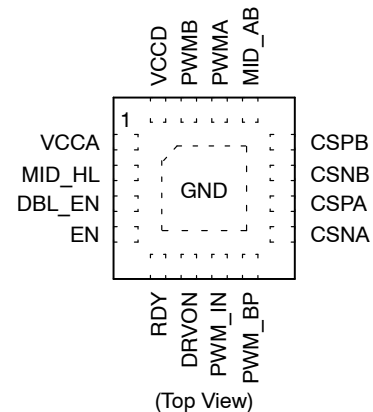 VCCD
PWMB
PWMA
MID_AB
1
VCCA
MID_HL
DBL_EN
EN
GND
CSPB
CSNB
CSPA
CSNA
RDY
DRVON
PWM_IN
PWM_BP
(Top View)